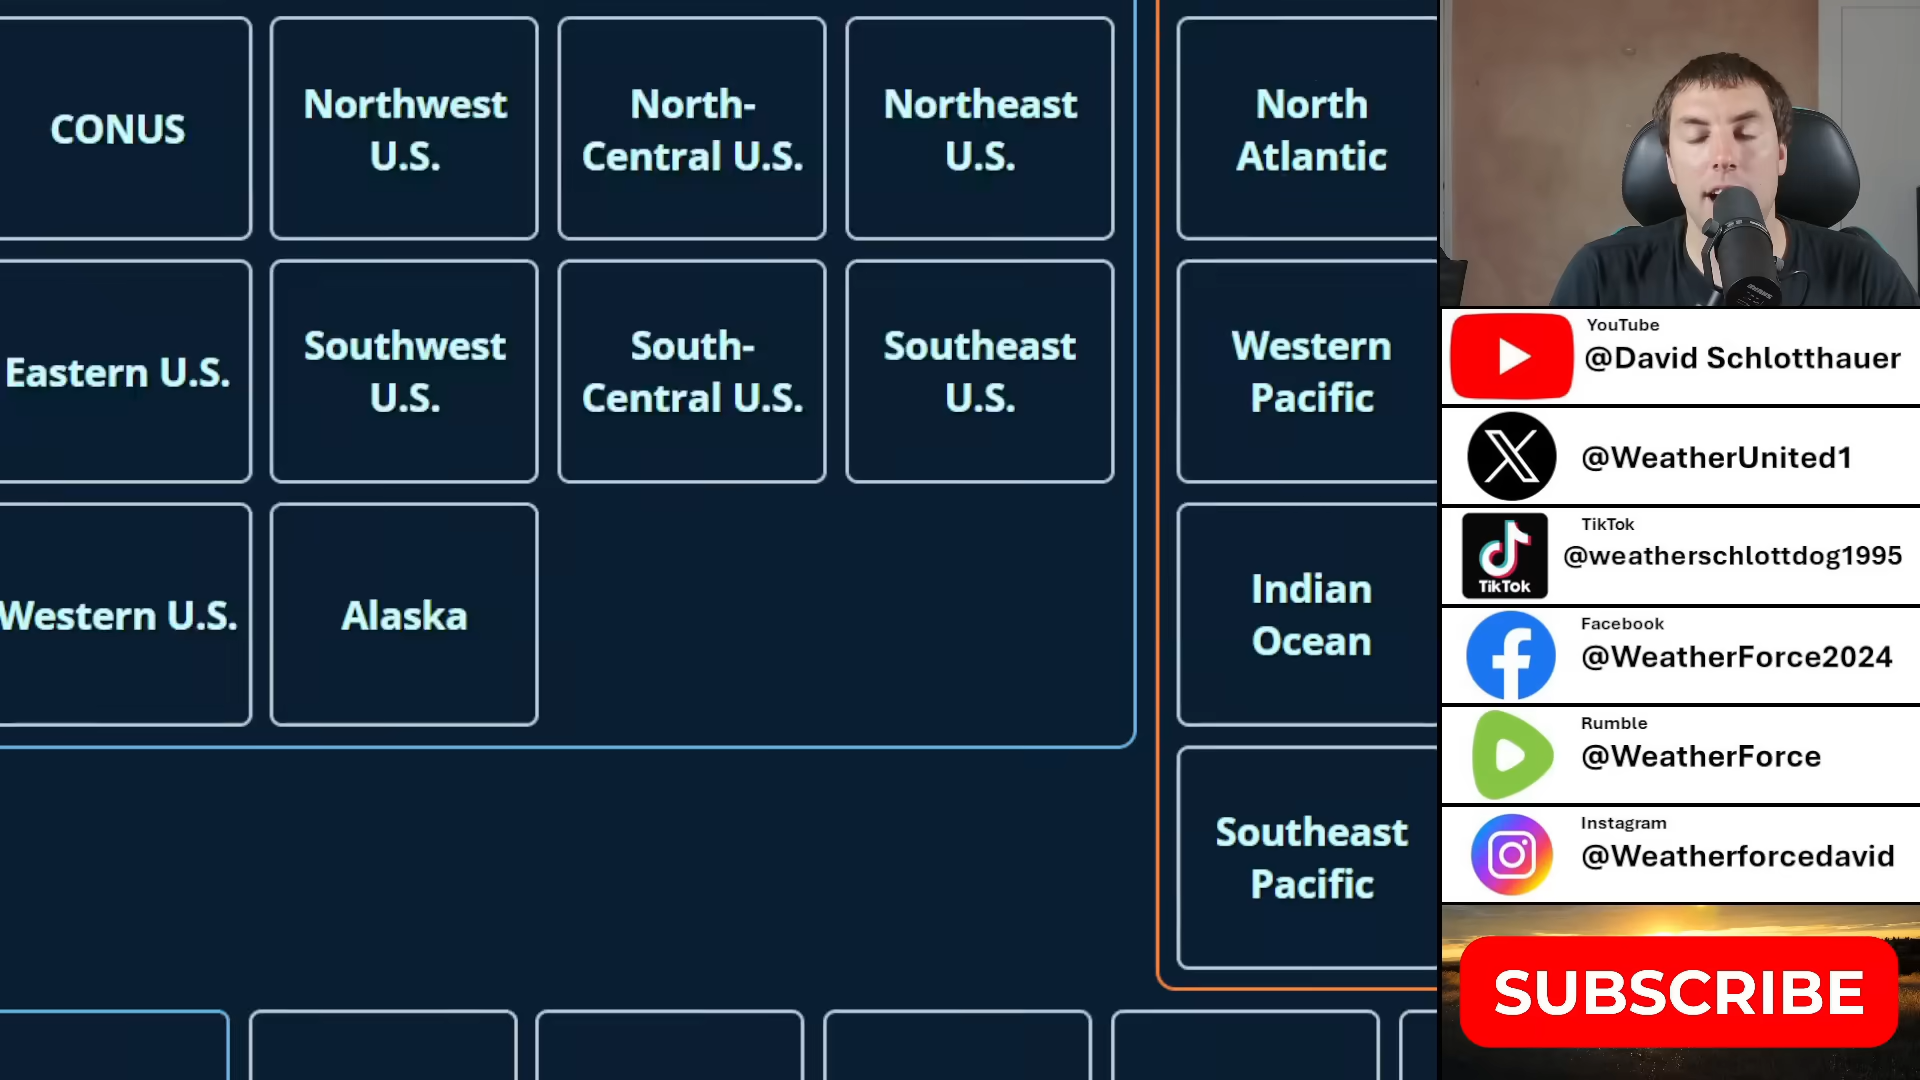 CONUS
Northwest
U.S.
North-
Central U.S.
Northeast
U.S.
North
Atlantic
Eastern U.S.
Southwest
U.S.
South-
Central U.S.
Southeast
U.S.
Western
Pacific
Western U.S.
Alaska
Indian
Ocean
Southeast
Pacific
YouTube
@David Schlotthauer
@WeatherUnited1
TikTok
TikTok
@weatherschlottdog1995
Facebook
@WeatherForce2024
Rumble
@WeatherForce
Instagram
@Weatherforcedavid
SUBSCRIBE